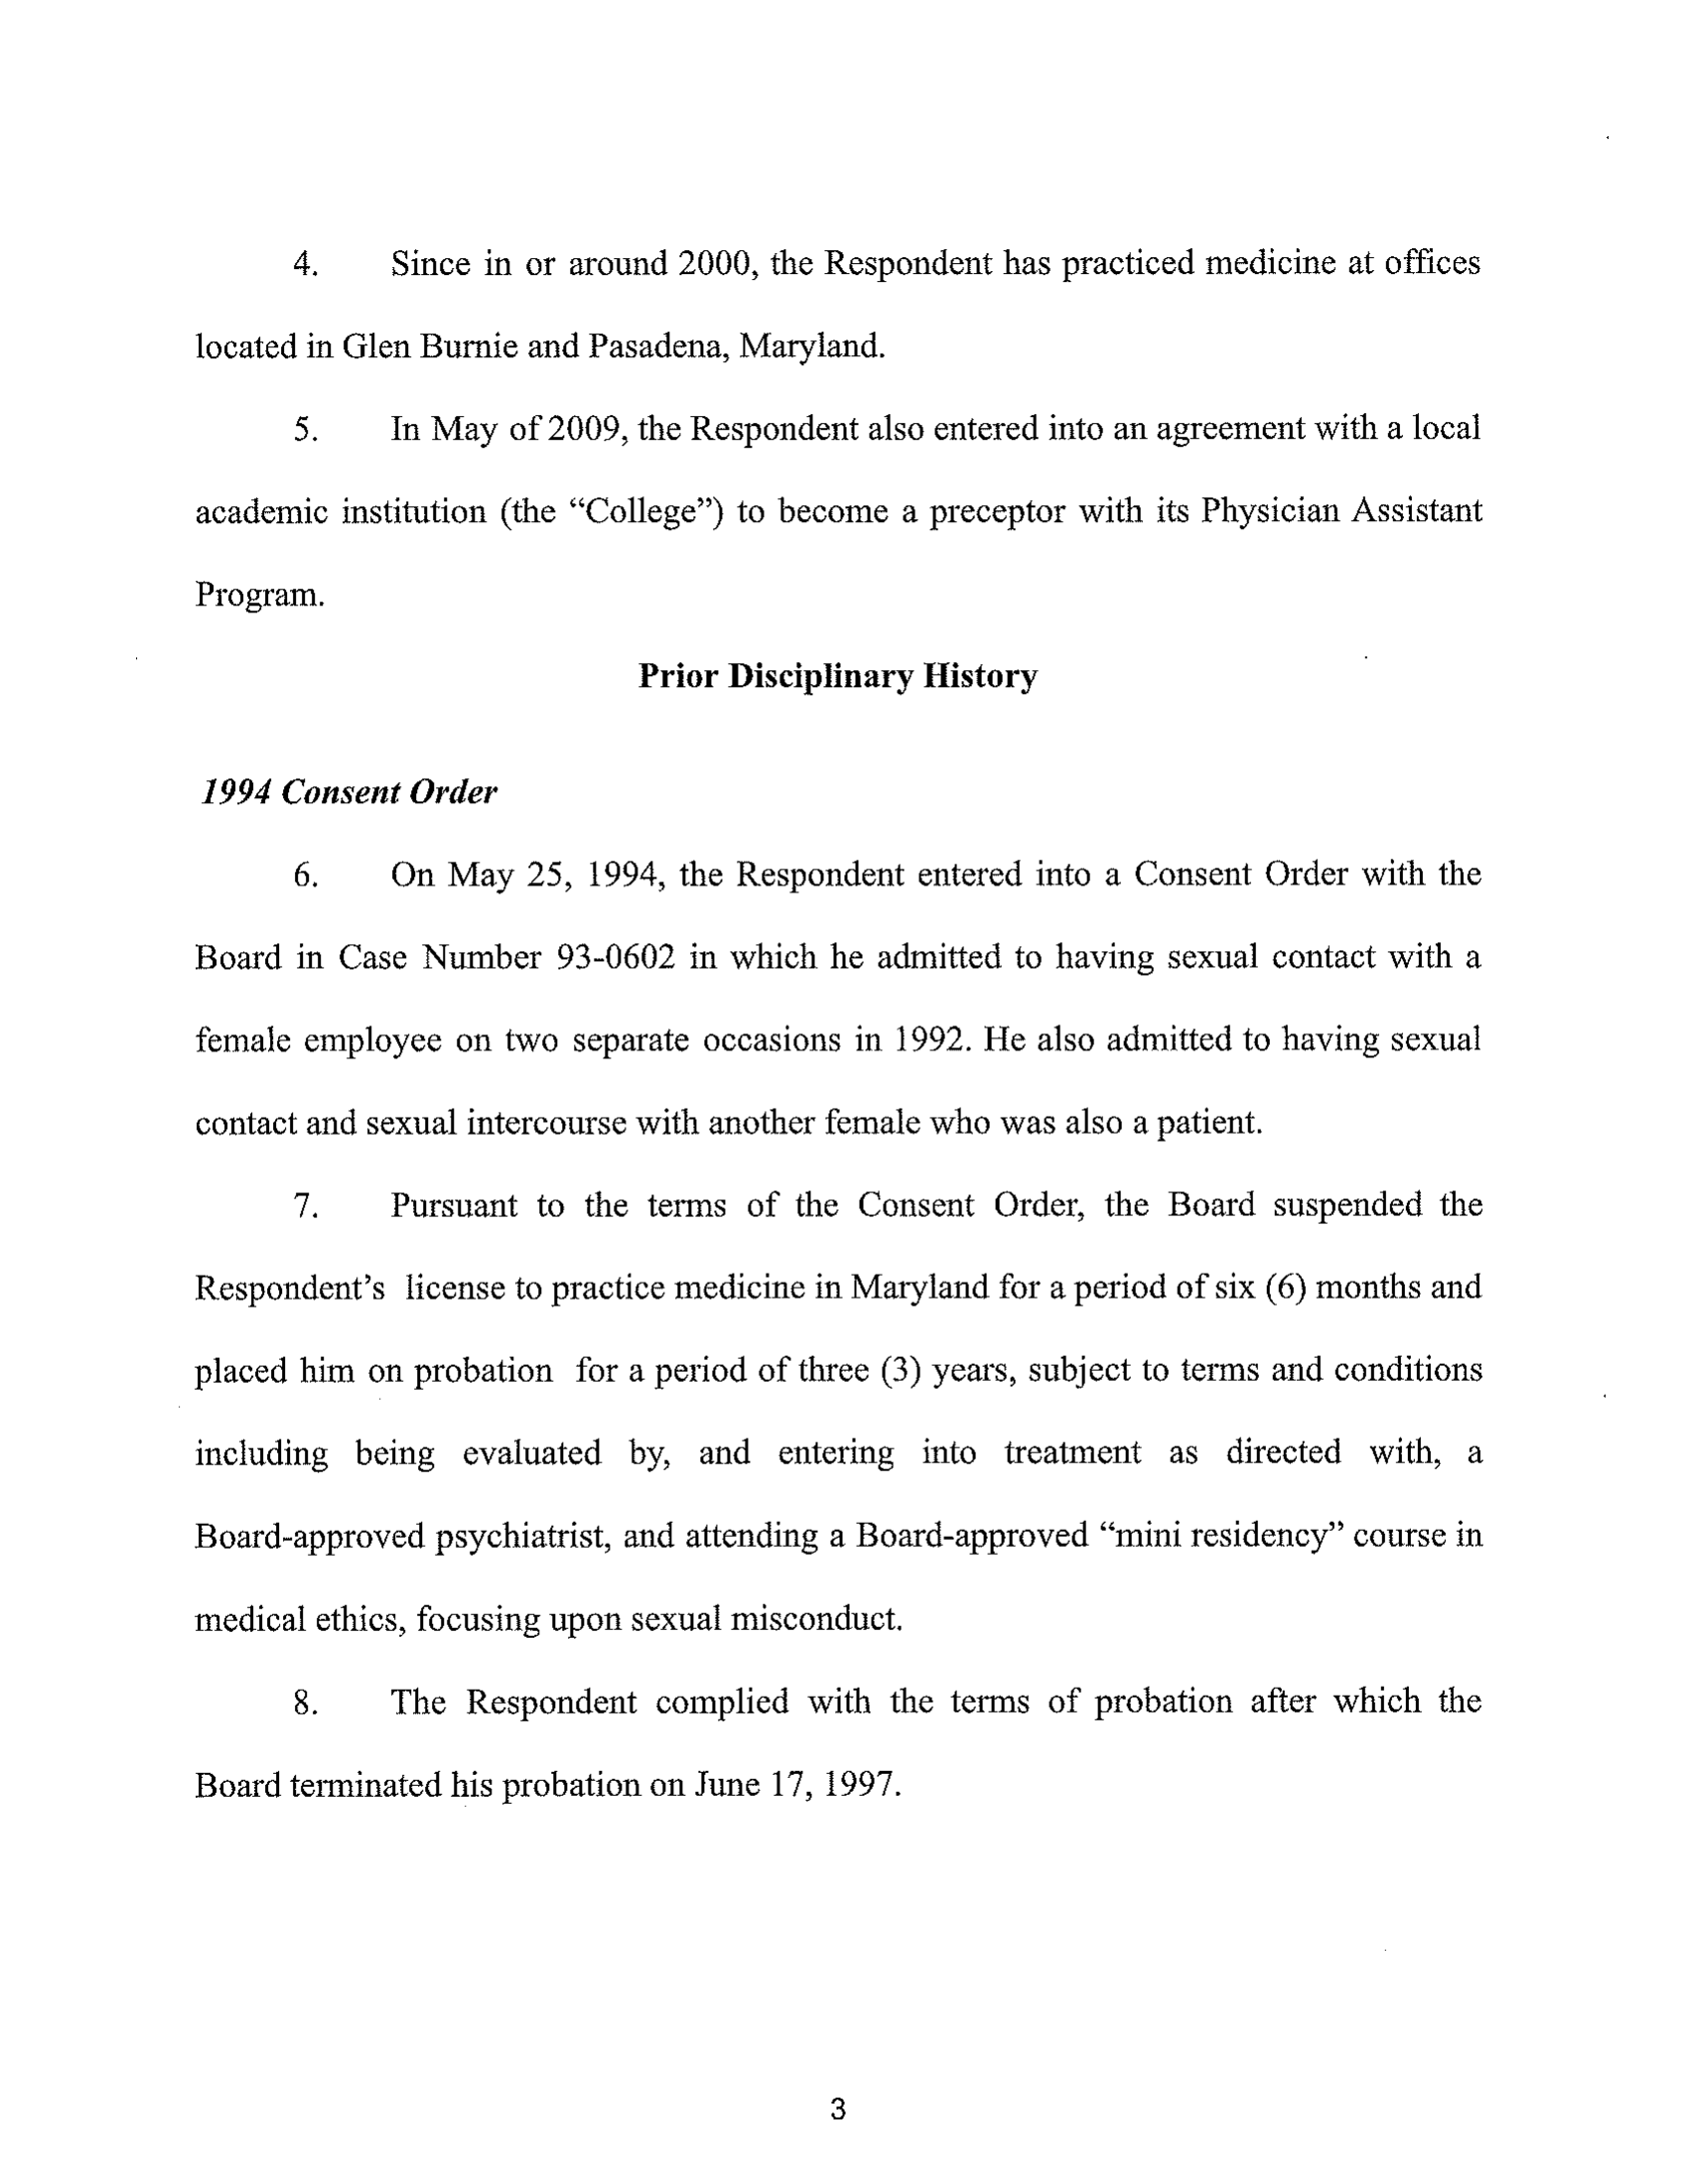 4. Since in or around 2000, the Respondent has practiced medicine at offices
located in Glen Burnie and Pasadena, Maryland.
5. In May of 2009, the Respondent also entered into an agreement with a local
academic institution (the “College”) to become a preceptor with its Physician Assistant
Program.
Prior Disciplinary History
1994 Consent Order
6. On May 25, 1994, the Respondent entered into a Consent Order with the
Board in Case Number 93-0602 in which he admitted to having sexual contact with a
female employee on two separate occasions in 1992. He also admitted to having sexual
contact and sexual intercourse with another female who was also a patient.
7. Pursuant to the terms of the Consent Order, the Board suspended the
Respondent’s license to practice medicine in Maryland for a period of six (6) months and
placed him on probation for a period of three (3) years, subject to terms and conditions
including being evaluated by, and entering into treatment as directed with, a
Board-approved psychiatrist, and attending a Board-approved “mini residency” course in
medical ethics, focusing upon sexual misconduct.
8. The Respondent complied with the terms of probation after which the
Board terminated his probation on June 17, 1997.
3